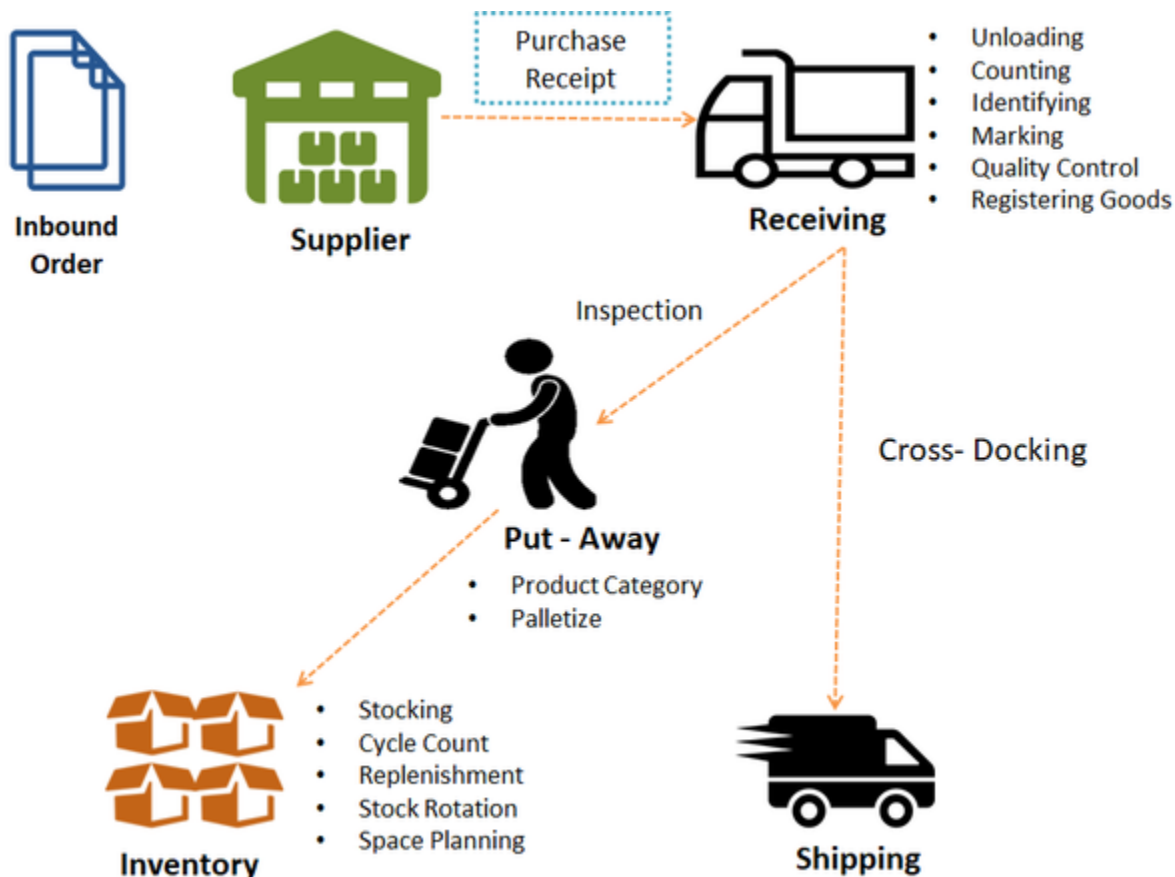 Inbound
Order
Supplier
Purchase
Receipt
Receiving
• Unloading
• Counting
• Identifying
• Marking
• Quality Control
• Registering Goods
Inspection
Cross- Docking
Put - Away
• Product Category
• Palletize
Inventory
• Stocking
• Cycle Count
• Replenishment
• Stock Rotation
• Space Planning
Shipping